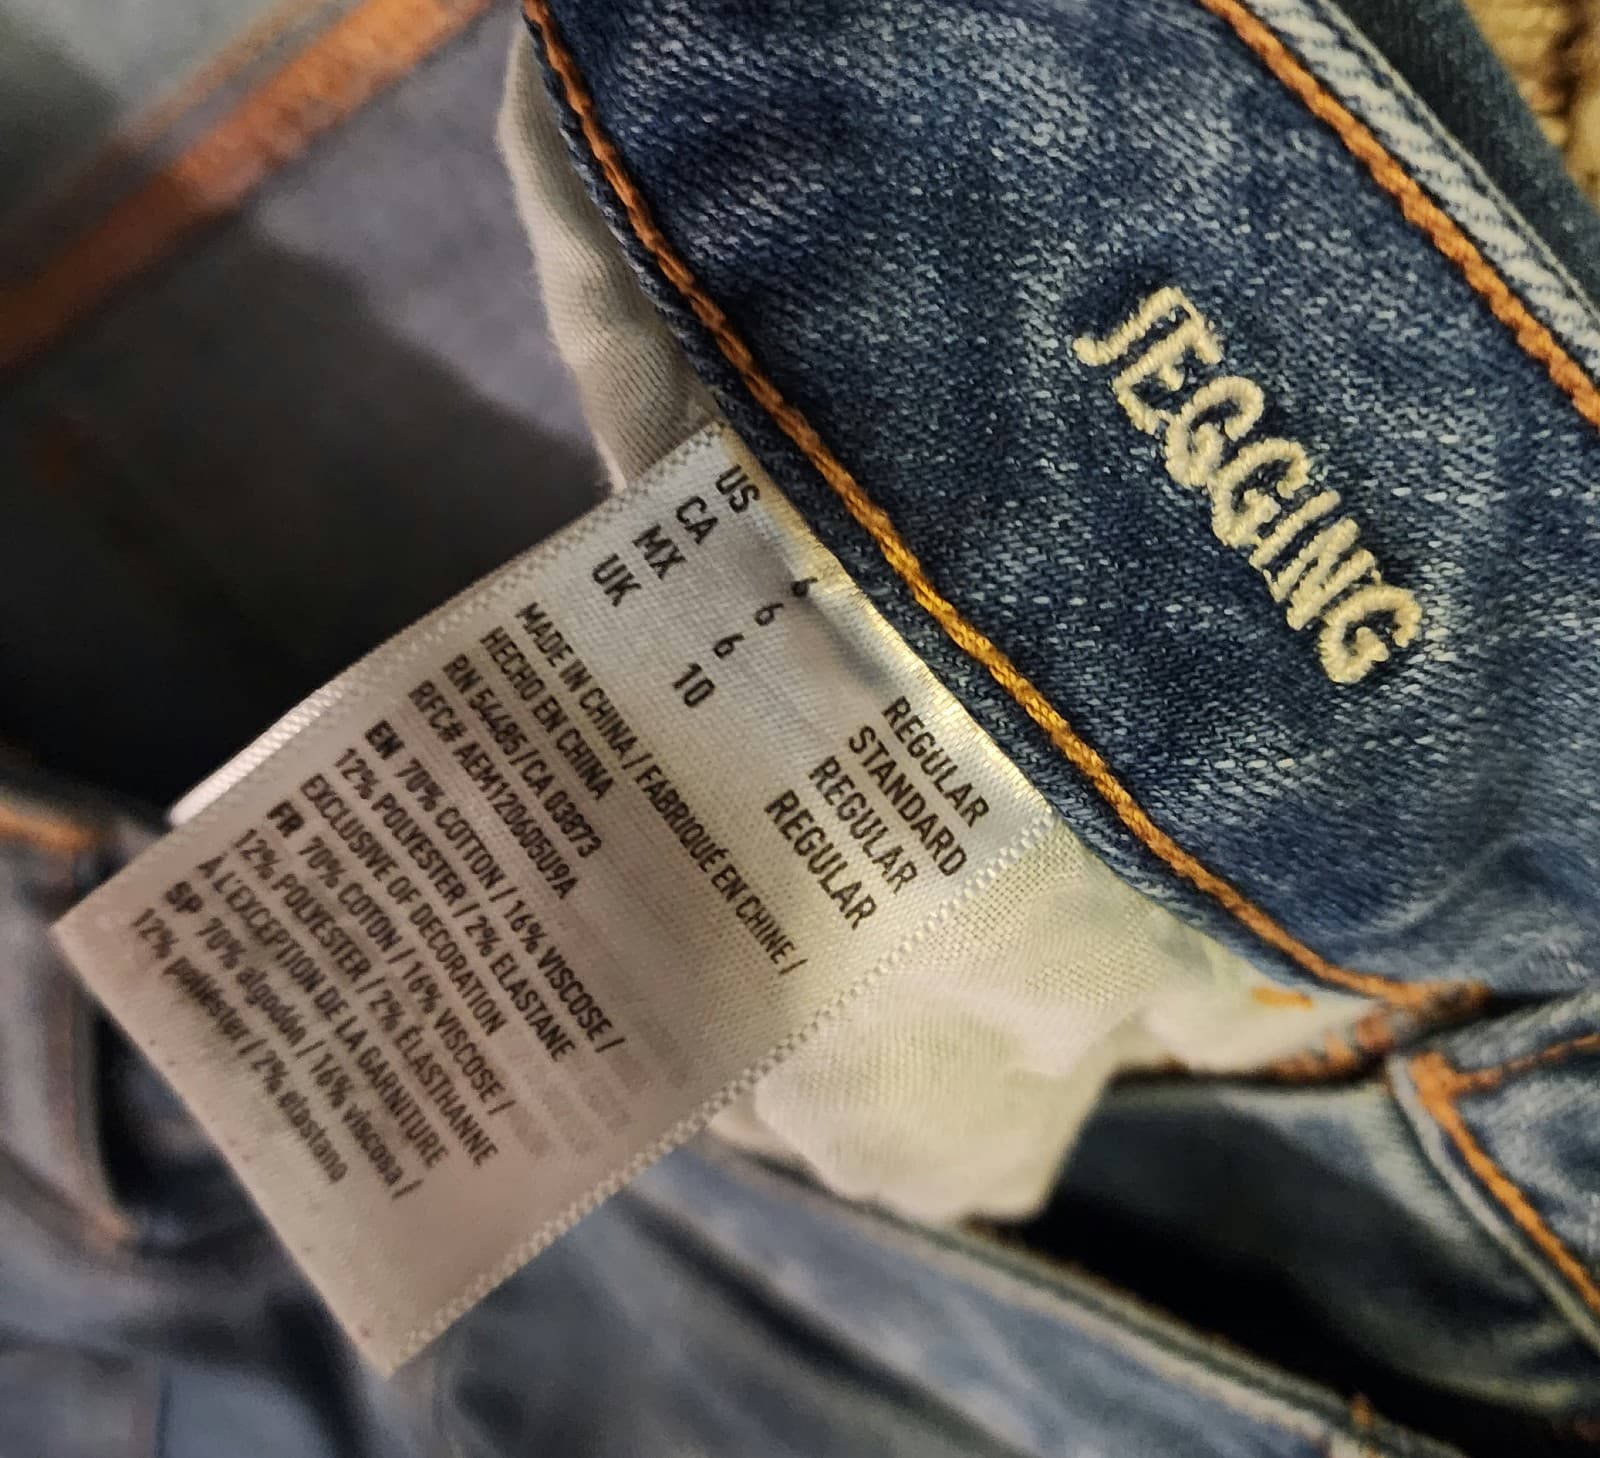 JEGGING
US 6 REGULAR
CA 6 STANDARD
MX 6 REGULAR
UK 10 REGULAR
MADE IN CHINA / FABRIQUÉ EN CHINE /
HECHO EN CHINA
RN 54485 / CA 03873
RFC# AEM120605U9A
EN 70% COTTON / 16% VISCOSE /
12% POLYESTER / 2% ELASTANE
EXCLUSIVE OF DECORATION
FR 70% COTON / 16% VISCOSE /
12% POLYESTER / 2% ÉLASTHANNE
À L'EXCEPTION DE LA GARNITURE
SP 70% algodón / 16% viscosa /
12% poliéster / 2% elastano